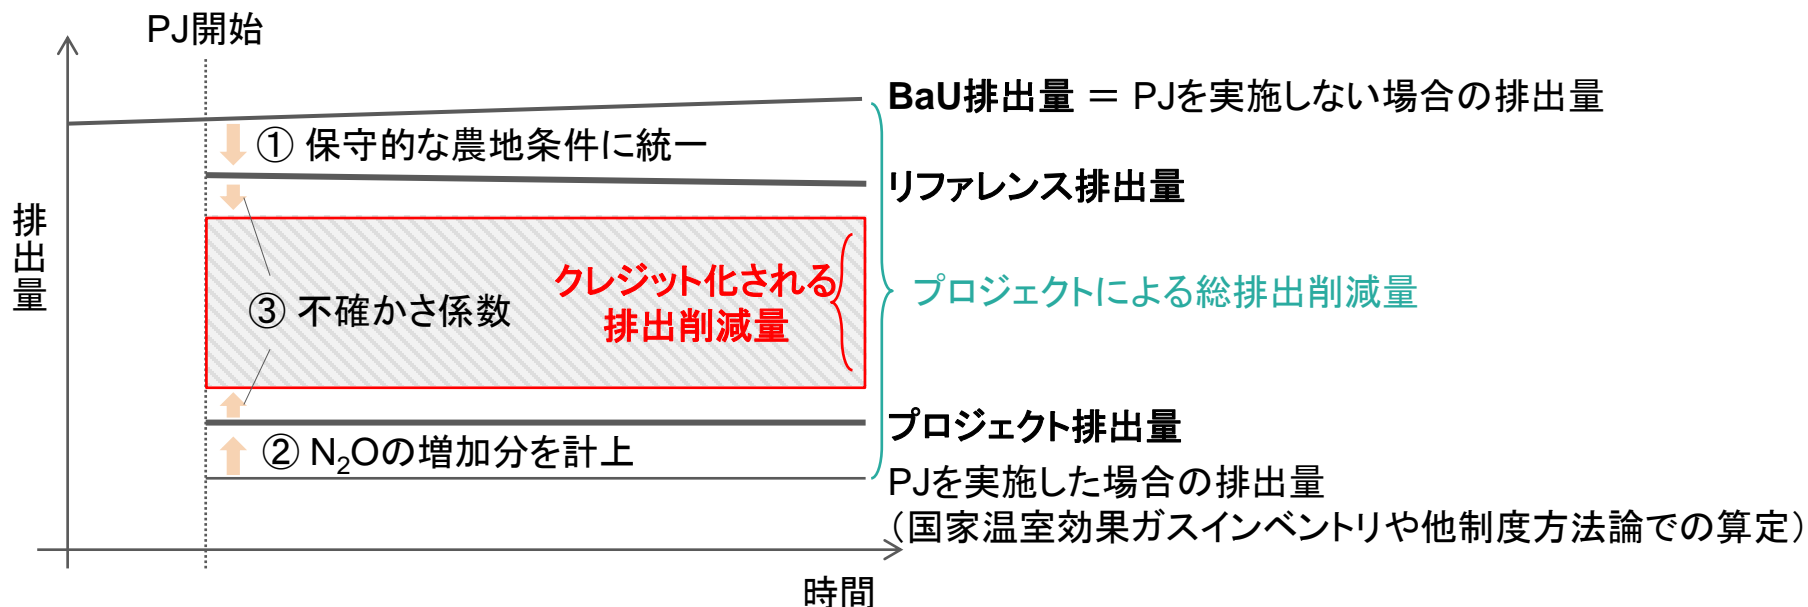 PJ開始
BaU排出量 ＝ PJを実施しない場合の排出量
① 保守的な農地条件に統一
リファレンス排出量
排出量
クレジット化される
排出削減量
プロジェクトによる総排出削減量
③ 不確かさ係数
プロジェクト排出量
② N₂Oの増加分を計上
PJを実施した場合の排出量
（国家温室効果ガスインベントリや他制度方法論での算定）
時間